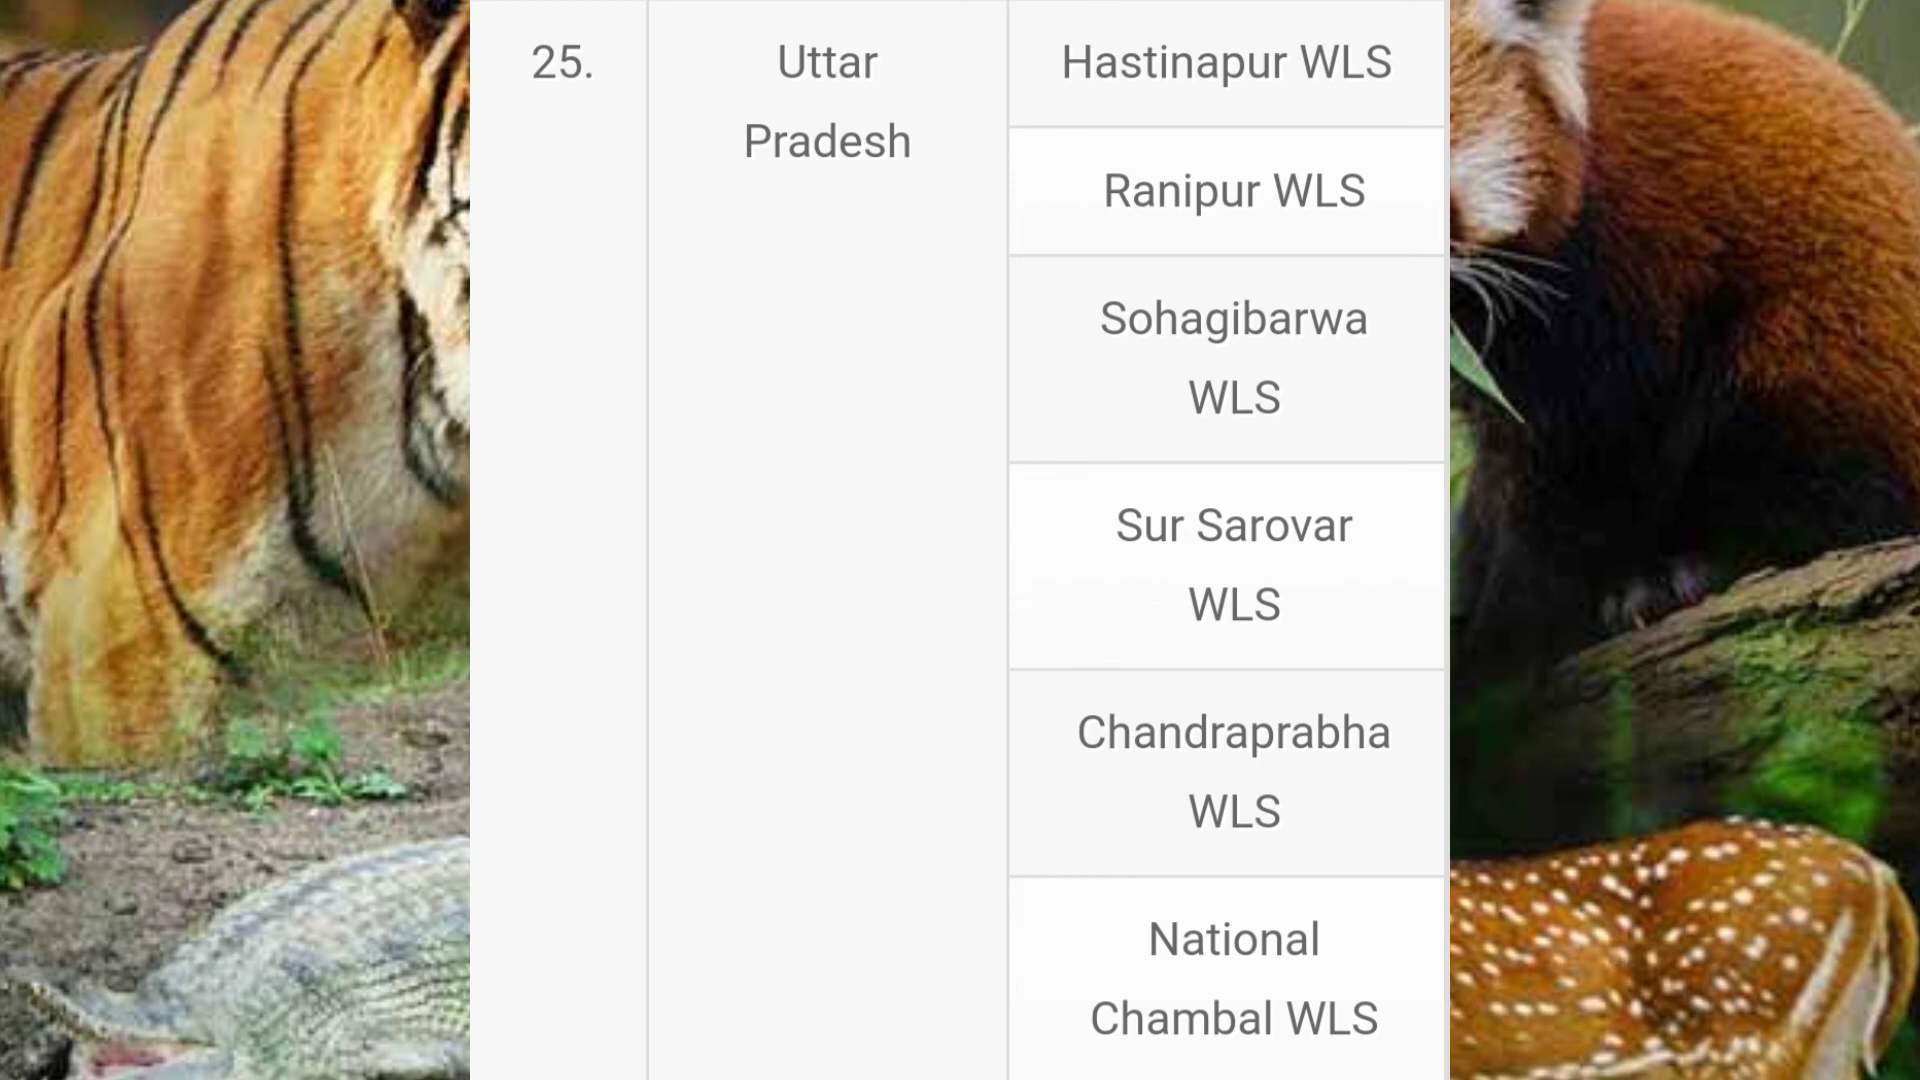 25.
Uttar
Pradesh
Hastinapur WLS
Ranipur WLS
Sohagibarwa
WLS
Sur Sarovar
WLS
Chandraprabha
WLS
National
Chambal WLS